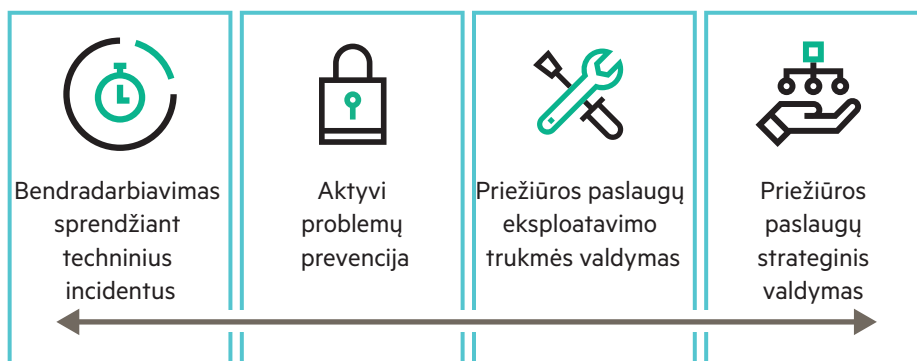 Bendradarbiavimas
sprendžiant
techninius
incidentus
Aktyvi
problemų
prevencija
Priežiūros paslaugų
eksploatavimo
trukmės valdymas
Priežiūros
paslaugų
strateginis
valdymas